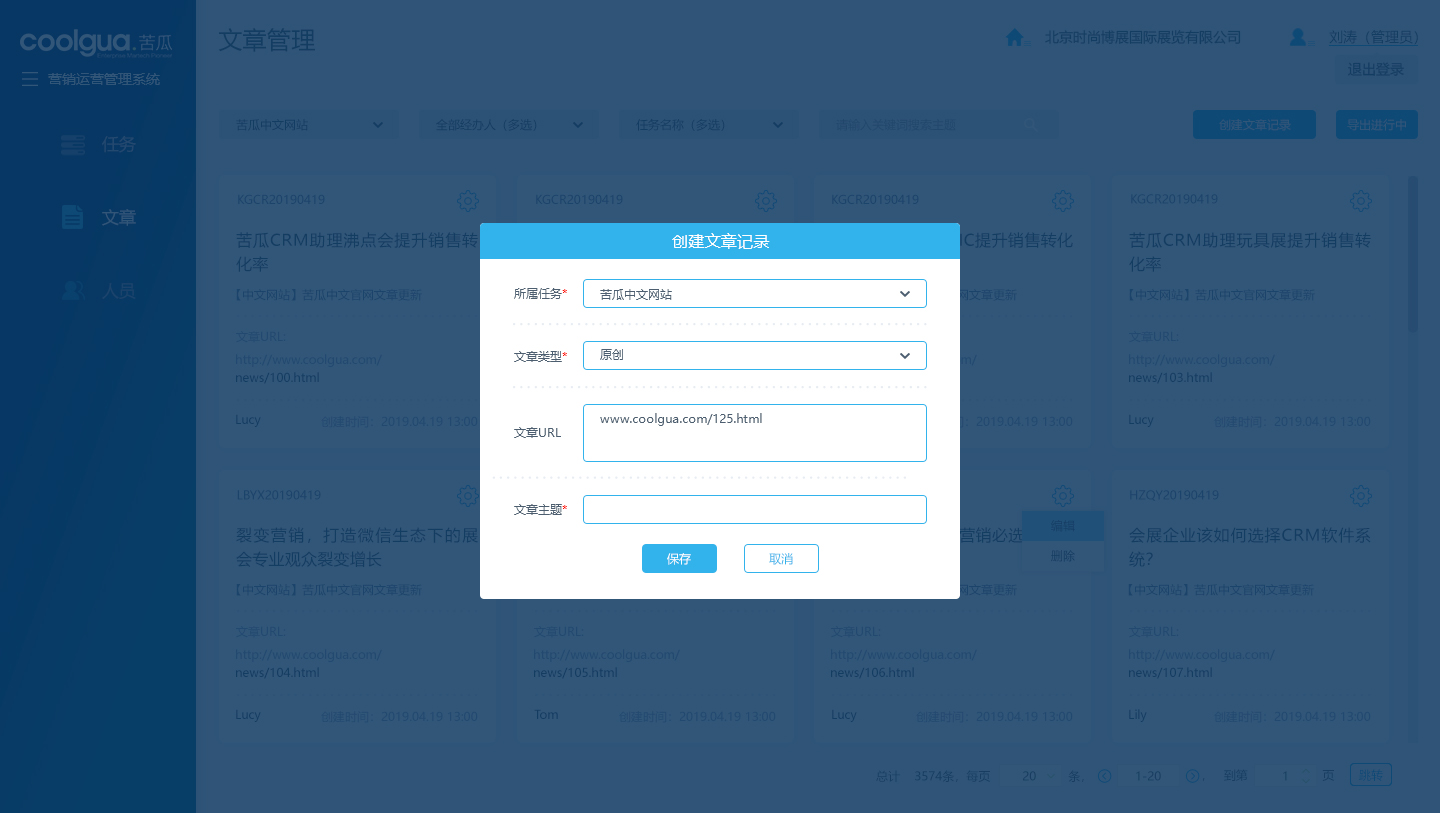 coolgua.苦瓜
营销运营管理系统
任务
文章
人员
文章管理
北京时尚博展国际展览有限公司
刘涛（管理员）
退出登录
苦瓜中文网站
全部经办人（多选）
任务名称（多选）
请输入关键词搜索主题
创建文章记录
导出进行中
KGCR20190419
苦瓜CRM助理沸点会提升销售转
化率
【中文网站】苦瓜中文官网文章更新
文章URL:
http://www.coolgua.com/
news/100.html
Lucy
创建时间：2019.04.19 13:00
KGCR20190419
KGCR20190419
IC提升销售转化
文章更新
m/
间：2019.04.19 13:00
KGCR20190419
苦瓜CRM助理玩具展提升销售转
化率
【中文网站】苦瓜中文官网文章更新
文章URL:
http://www.coolgua.com/
news/103.html
Lucy
创建时间：2019.04.19 13:00
创建文章记录
所属任务*
苦瓜中文网站
文章类型*
原创
文章URL
www.coolgua.com/125.html
文章主题*
保存
取消
LBYX20190419
裂变营销，打造微信生态下的展
会专业观众裂变增长
【中文网站】苦瓜中文官网文章更新
文章URL:
http://www.coolgua.com/
news/104.html
Lucy
创建时间：2019.04.19 13:00
文章URL:
http://www.coolgua.com/
news/105.html
Tom
创建时间：2019.04.19 13:00
营销必选
编辑
删除
文章更新
文章URL:
http://www.coolgua.com/
news/106.html
Lucy
创建时间：2019.04.19 13:00
HZQY20190419
会展企业该如何选择CRM软件系
统?
【中文网站】苦瓜中文官网文章更新
文章URL:
http://www.coolgua.com/
news/107.html
Lily
创建时间：2019.04.19 13:00
总计 3574条，每页 20 条， 1-20 ， 到第 1 页 跳转